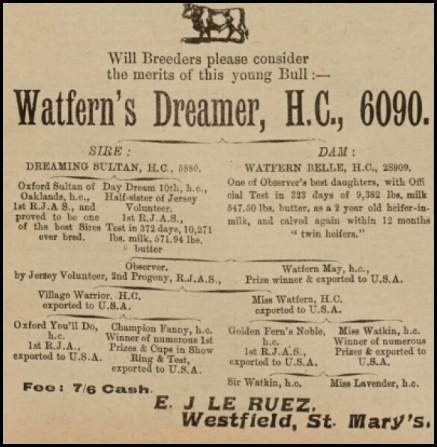 Will Breeders please consider
the merits of this young Bull :—
Watfern's Dreamer, H.C., 6090.
SIRE :
DREAMING SULTAN, H.C., 5880.
Oxford Sultan of
Oaklands, h.c.,
1st R.J.A.S., and
proved to be one
of the best Sires
ever bred.
Day Dream 10th, h.c.,
Half-sister of Jersey
Volunteer.
1st R.J.A.S.,
Test in 372 days, 10,271
lbs. milk, 571.94 lbs.
butter
DAM :
WATFERN BELLE, H.C., 28909.
One of Observer's best daughters, with Offi
cial Test in 323 days of 9,382 lbs. milk
547.50 lbs. butter, as a 2 year old heifer-in-
milk, and calved again within 12 months
"twin heifers."
Observer.
by Jersey Volunteer, 2nd Progeny, R.J.A.S.,
Watfern May, h.c.,
Prize winner & exported to U.S.A.
Village Warrior. H.C.
exported to U.S.A.
Miss Watfern, H.C.
exported to U.S.A.
Oxford You'll Do,
h.c.
1st R.J.A.,
exported to U.S.A.
Champion Fanny, h.c.
Winner of numerous 1st
Prizes & Cups in Show
Ring & Test,
exported to U.S.A.
Golden Fern's Noble,
h.c.
1st R.J.A.S.,
exported to U.S.A.
Miss Watkin, h.c.
Winner of numerous
Prizes & exported to
U.S.A.
Sir Watkin, h.c.
Miss Lavender, h.c.
Fee: 7/6 Cash.
E. J LE RUEZ,
Westfield, St. Mary's.